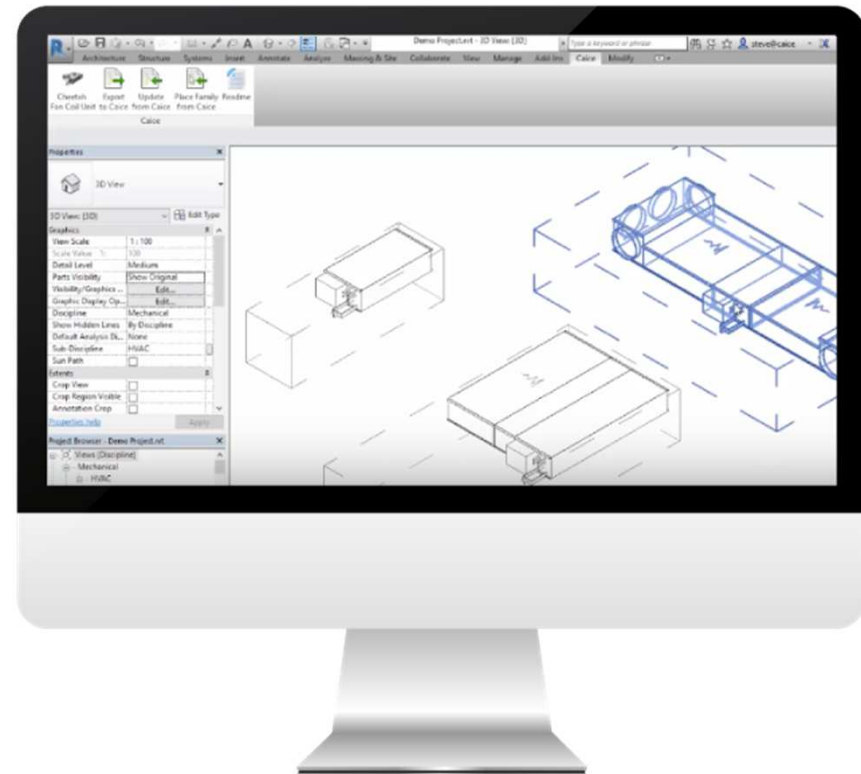 Demo Project.rvt - 3D View: {3D}
Type a keyword or phrase
steve@caice
Architecture Structure Systems Insert Annotate Analyze Massing & Site Collaborate View Manage Add-Ins Caice Modify
Cheetah Export Update Place Family Readme
Fan Coil Unit to Caice from Caice from Caice
Caice
Properties
3D View
3D View: {3D} Edit Type
Graphics
View Scale 1 : 100
Scale Value 1: 100
Detail Level Medium
Parts Visibility Show Original
Visibility/Graphics ... Edit...
Graphic Display Op... Edit...
Discipline Mechanical
Show Hidden Lines By Discipline
Default Analysis Di... None
Sub-Discipline HVAC
Sun Path
Extents
Crop View
Crop Region Visible
Annotation Crop
Properties help Apply
Project Browser - Demo Project.rvt
Views (Discipline)
Mechanical
HVAC